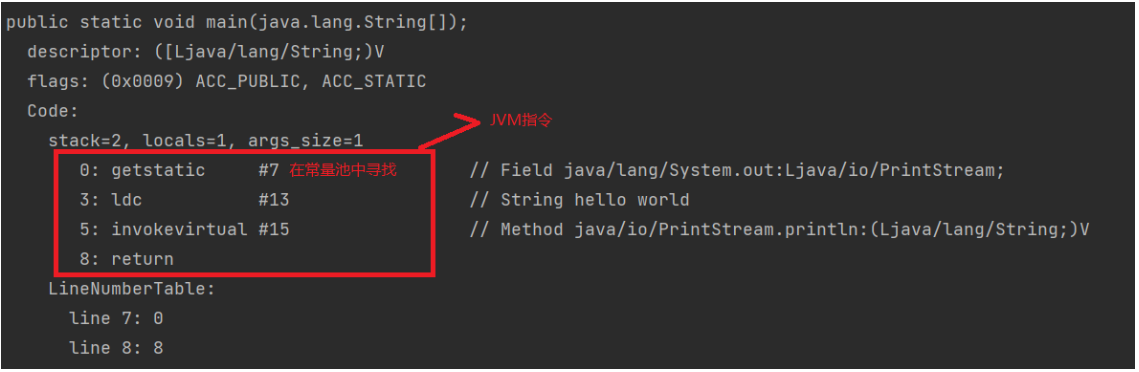 public static void main(java.lang.String[]);
descriptor: ([Ljava/lang/String;)V
flags: (0x0009) ACC_PUBLIC, ACC_STATIC
Code:
JVM指令
stack=2, locals=1, args_size=1
0: getstatic #7 在常量池中寻找 // Field java/lang/System.out:Ljava/io/PrintStream;
3: ldc #13 // String hello world
5: invokevirtual #15 // Method java/io/PrintStream.println:(Ljava/lang/String;)V
8: return
LineNumberTable:
line 7: 0
line 8: 8